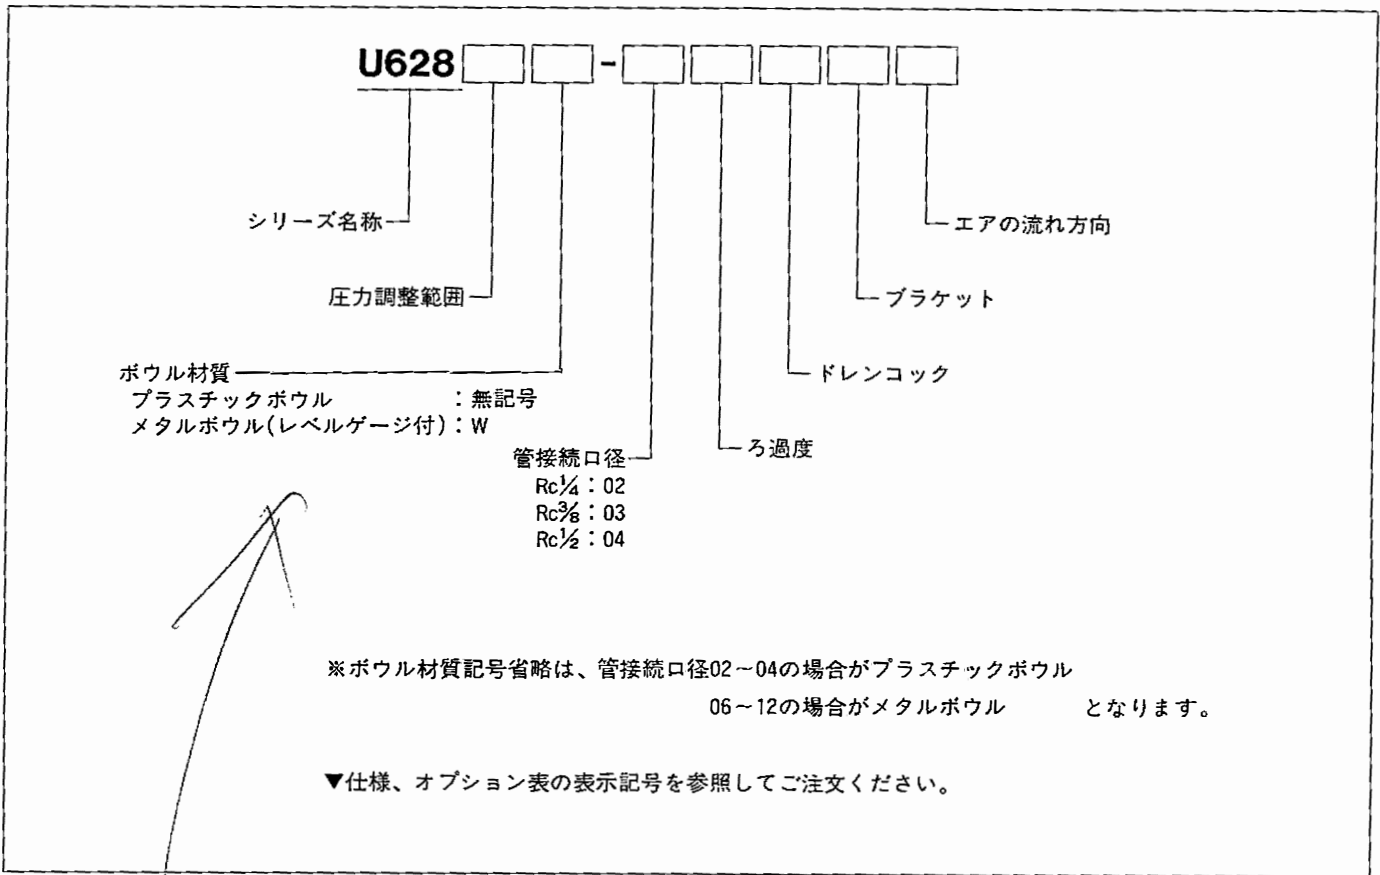 U628 -
シリーズ名称
エアの流れ方向
圧力調整範囲
ブラケット
ボウル材質
プラスチックボウル : 無記号
メタルボウル(レベルゲージ付) : W
ドレンコック
管接続口径
Rc1/4 : 02
Rc3/8 : 03
Rc1/2 : 04
ろ過度
※ボウル材質記号省略は、管接続口径02~04の場合がプラスチックボウル
06~12の場合がメタルボウル となります。
▼仕様、オプション表の表示記号を参照してご注文ください。